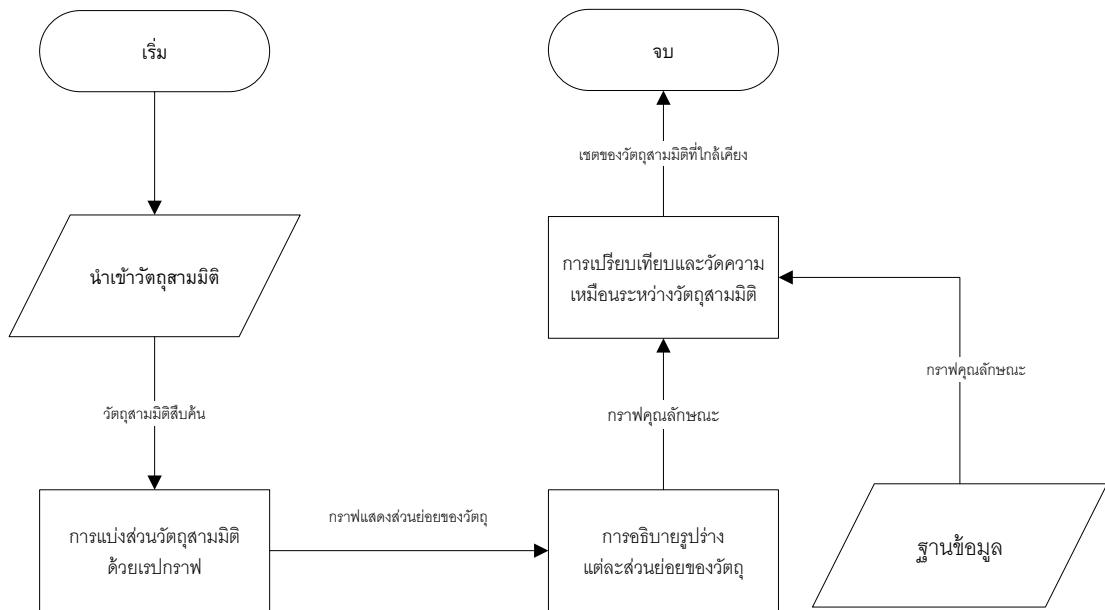 เริ่ม
นำเข้าวัตถุสามมิติ
วัตถุสามมิติสืบค้น
การแบ่งส่วนวัตถุสามมิติ
ด้วยเรปกราฟ
กราฟแสดงส่วนย่อยของวัตถุ
การอธิบายรูปร่าง
แต่ละส่วนย่อยของวัตถุ
กราฟคุณลักษณะ
การเปรียบเทียบและวัดความ
เหมือนระหว่างวัตถุสามมิติ
เซตของวัตถุสามมิติที่ใกล้เคียง
จบ
กราฟคุณลักษณะ
ฐานข้อมูล